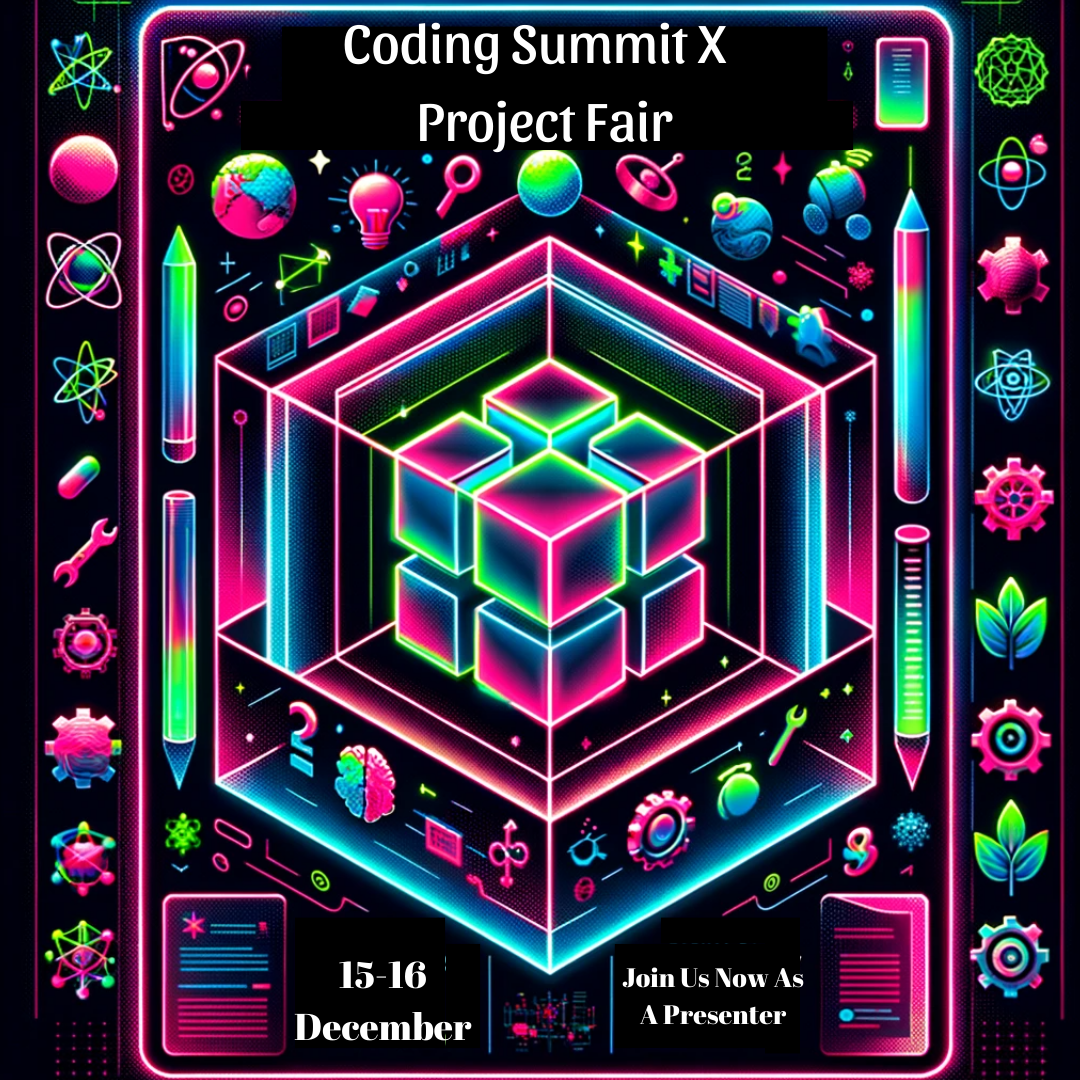 Coding Summit X
Project Fair
15-16
December
Join Us Now As
A Presenter